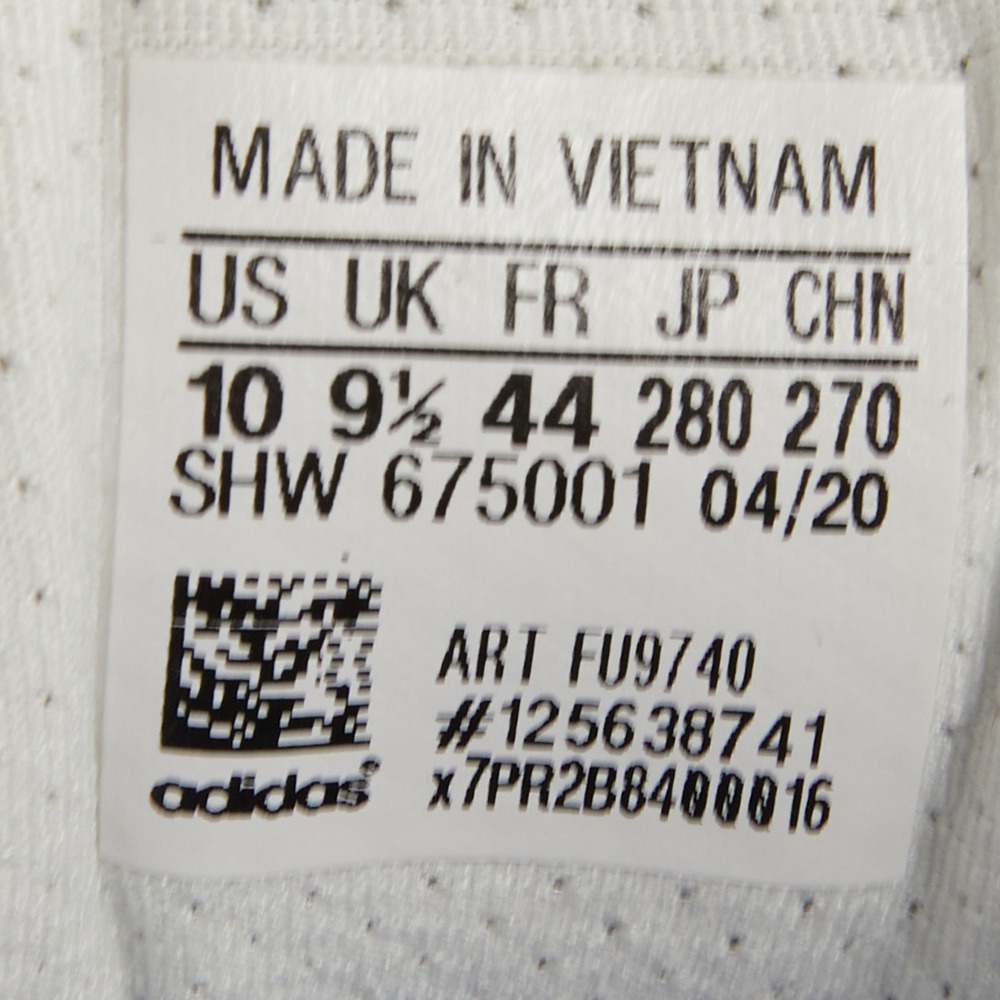 MADE IN VIETNAM
US UK FR JP CHN
10 9½ 44 280 270
SHW 675001 04/20
ART FU9740
#125638741
x7PR2B8400016
adidas